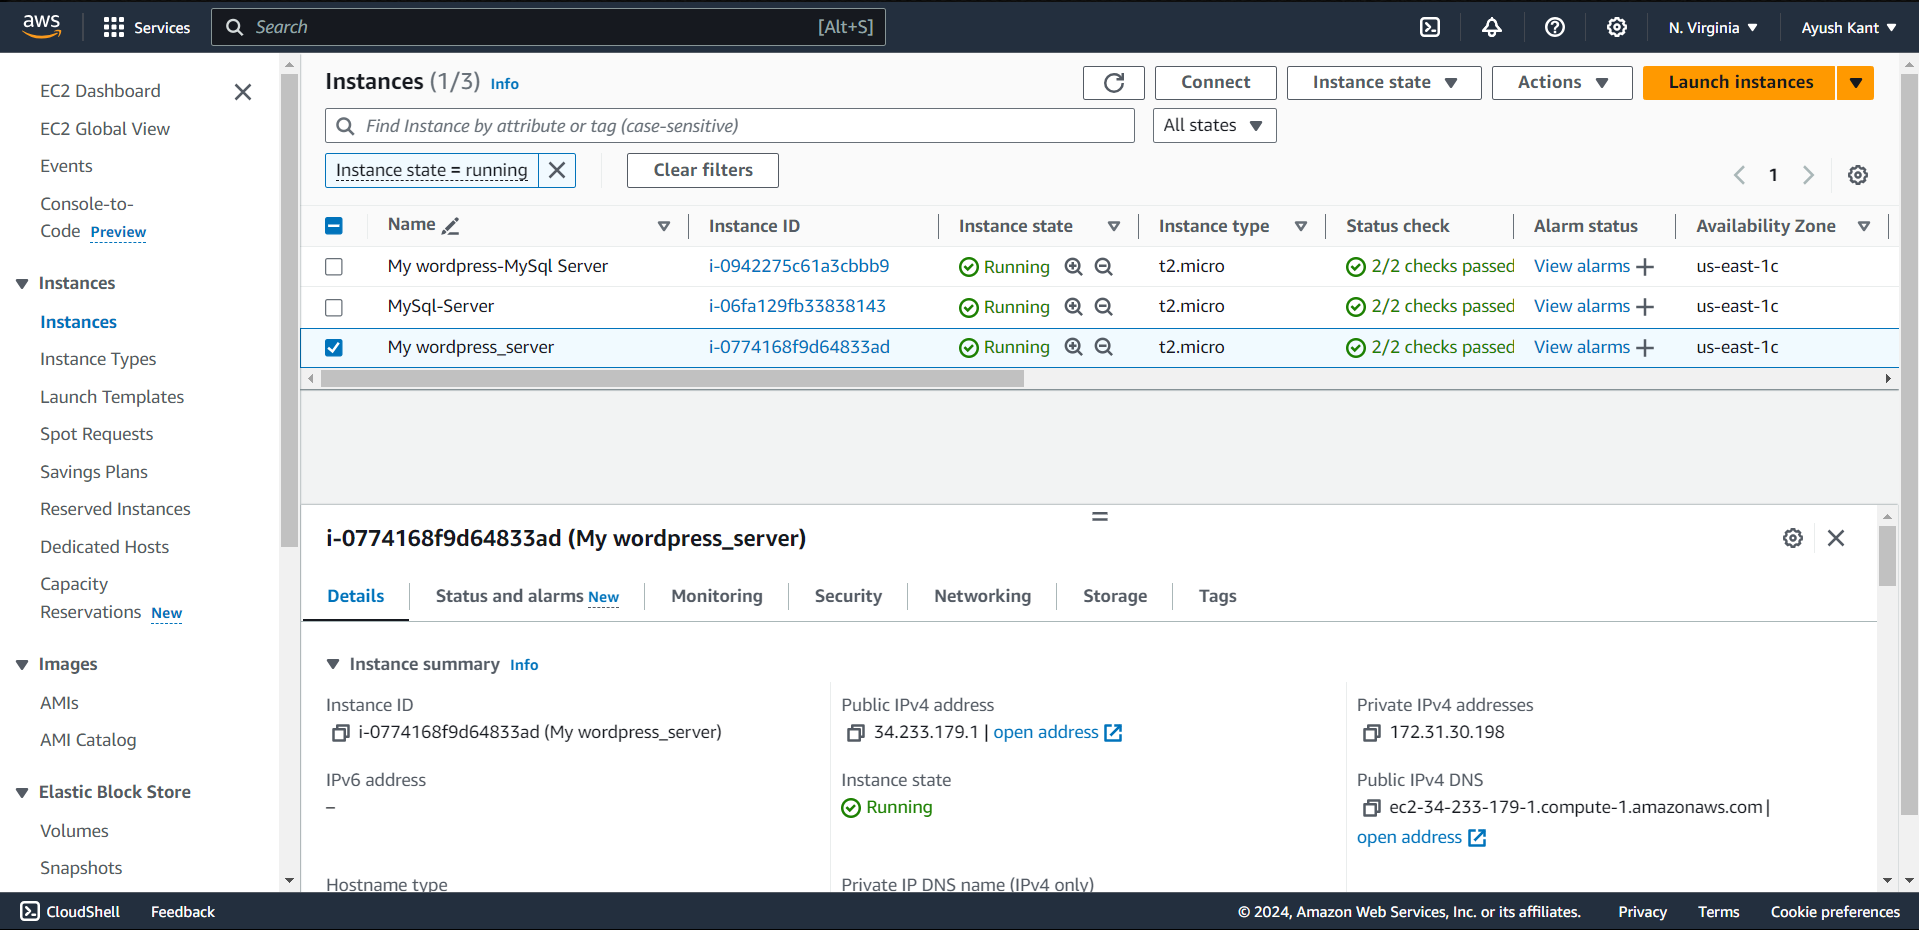 aws
Services
Search [Alt+S]
N. Virginia
Ayush Kant
EC2 Dashboard
EC2 Global View
Events
Console-to-
Code Preview
Instances
Instances
Instance Types
Launch Templates
Spot Requests
Savings Plans
Reserved Instances
Dedicated Hosts
Capacity
Reservations New
Images
AMIs
AMI Catalog
Elastic Block Store
Volumes
Snapshots
Instances (1/3) Info
Connect
Instance state
Actions
Launch instances
Find Instance by attribute or tag (case-sensitive)
All states
Instance state = running
Clear filters
1
Name Instance ID Instance state Instance type Status check Alarm status Availability Zone
My wordpress-MySql Server i-0942275c61a3cbbb9 Running t2.micro 2/2 checks passed View alarms us-east-1c
MySql-Server i-06fa129fb33838143 Running t2.micro 2/2 checks passed View alarms us-east-1c
My wordpress_server i-0774168f9d64833ad Running t2.micro 2/2 checks passed View alarms us-east-1c
i-0774168f9d64833ad (My wordpress_server)
Details Status and alarms New Monitoring Security Networking Storage Tags
Instance summary Info
Instance ID
i-0774168f9d64833ad (My wordpress_server)
Public IPv4 address
34.233.179.1 | open address
Private IPv4 addresses
172.31.30.198
IPv6 address
–
Instance state
Running
Public IPv4 DNS
ec2-34-233-179-1.compute-1.amazonaws.com |
open address
Hostname type
Private IP DNS name (IPv4 only)
CloudShell Feedback
© 2024, Amazon Web Services, Inc. or its affiliates. Privacy Terms Cookie preferences